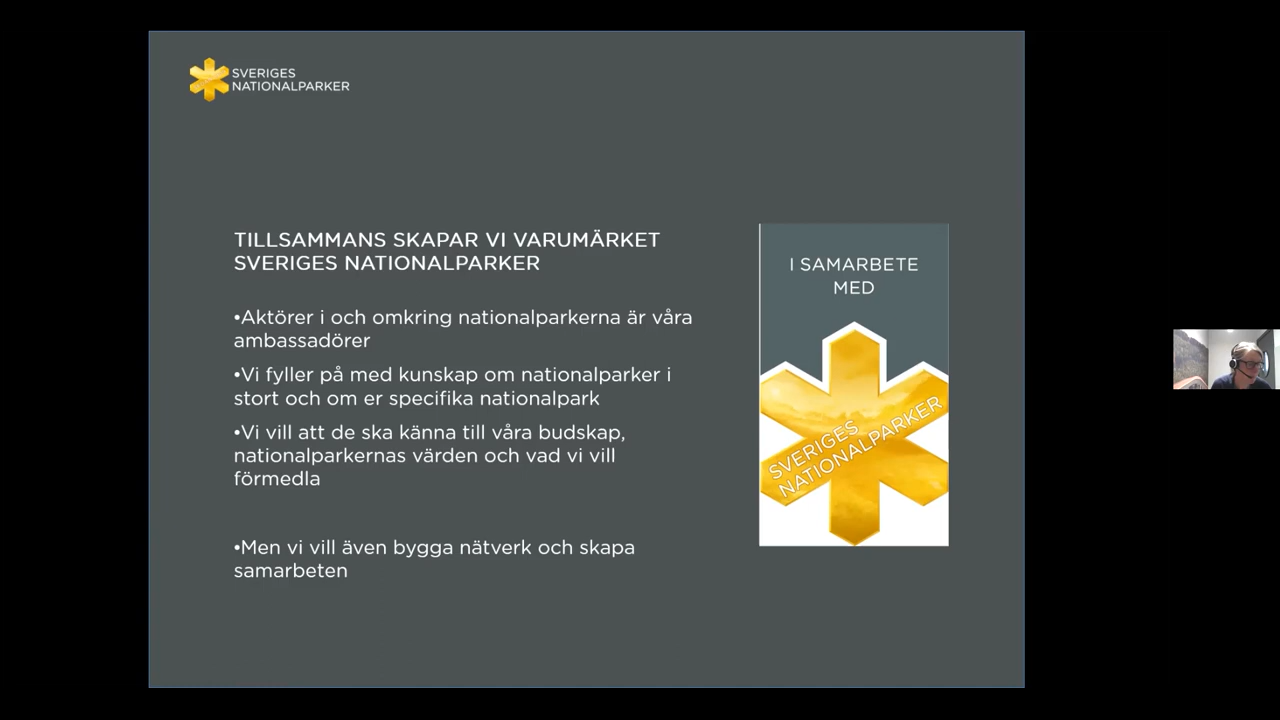 SVERIGES
NATIONALPARKER
TILLSAMMANS SKAPAR VI VARUMÄRKET
SVERIGES NATIONALPARKER
•Aktörer i och omkring nationalparkerna är våra
ambassadörer
•Vi fyller på med kunskap om nationalparker i
stort och om er specifika nationalpark
•Vi vill att de ska känna till våra budskap,
nationalparkernas värden och vad vi vill
förmedla
•Men vi vill även bygga nätverk och skapa
samarbeten
I SAMARBETE
MED
SVERIGES
NATIONALPARKER